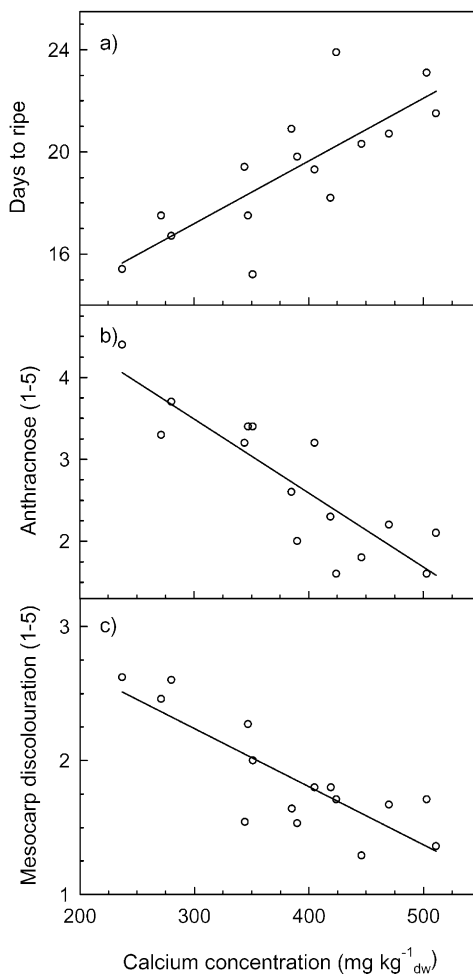 24
a)
20
16
Days to ripe
b)
4
3
2
Anthracnose (1-5)
3
c)
2
1
Mesocarp discolouration (1-5)
200 300 400 500
Calcium concentration (mg kg⁻¹dw)